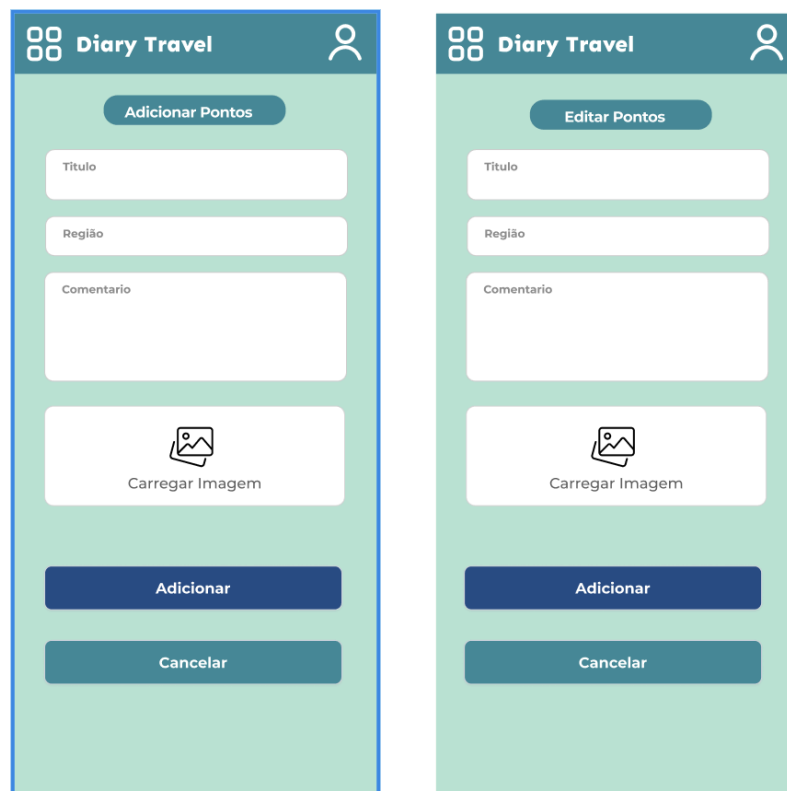 Diary Travel
Adicionar Pontos
Titulo
Região
Comentario
Carregar Imagem
Adicionar
Cancelar
Diary Travel
Editar Pontos
Titulo
Região
Comentario
Carregar Imagem
Adicionar
Cancelar